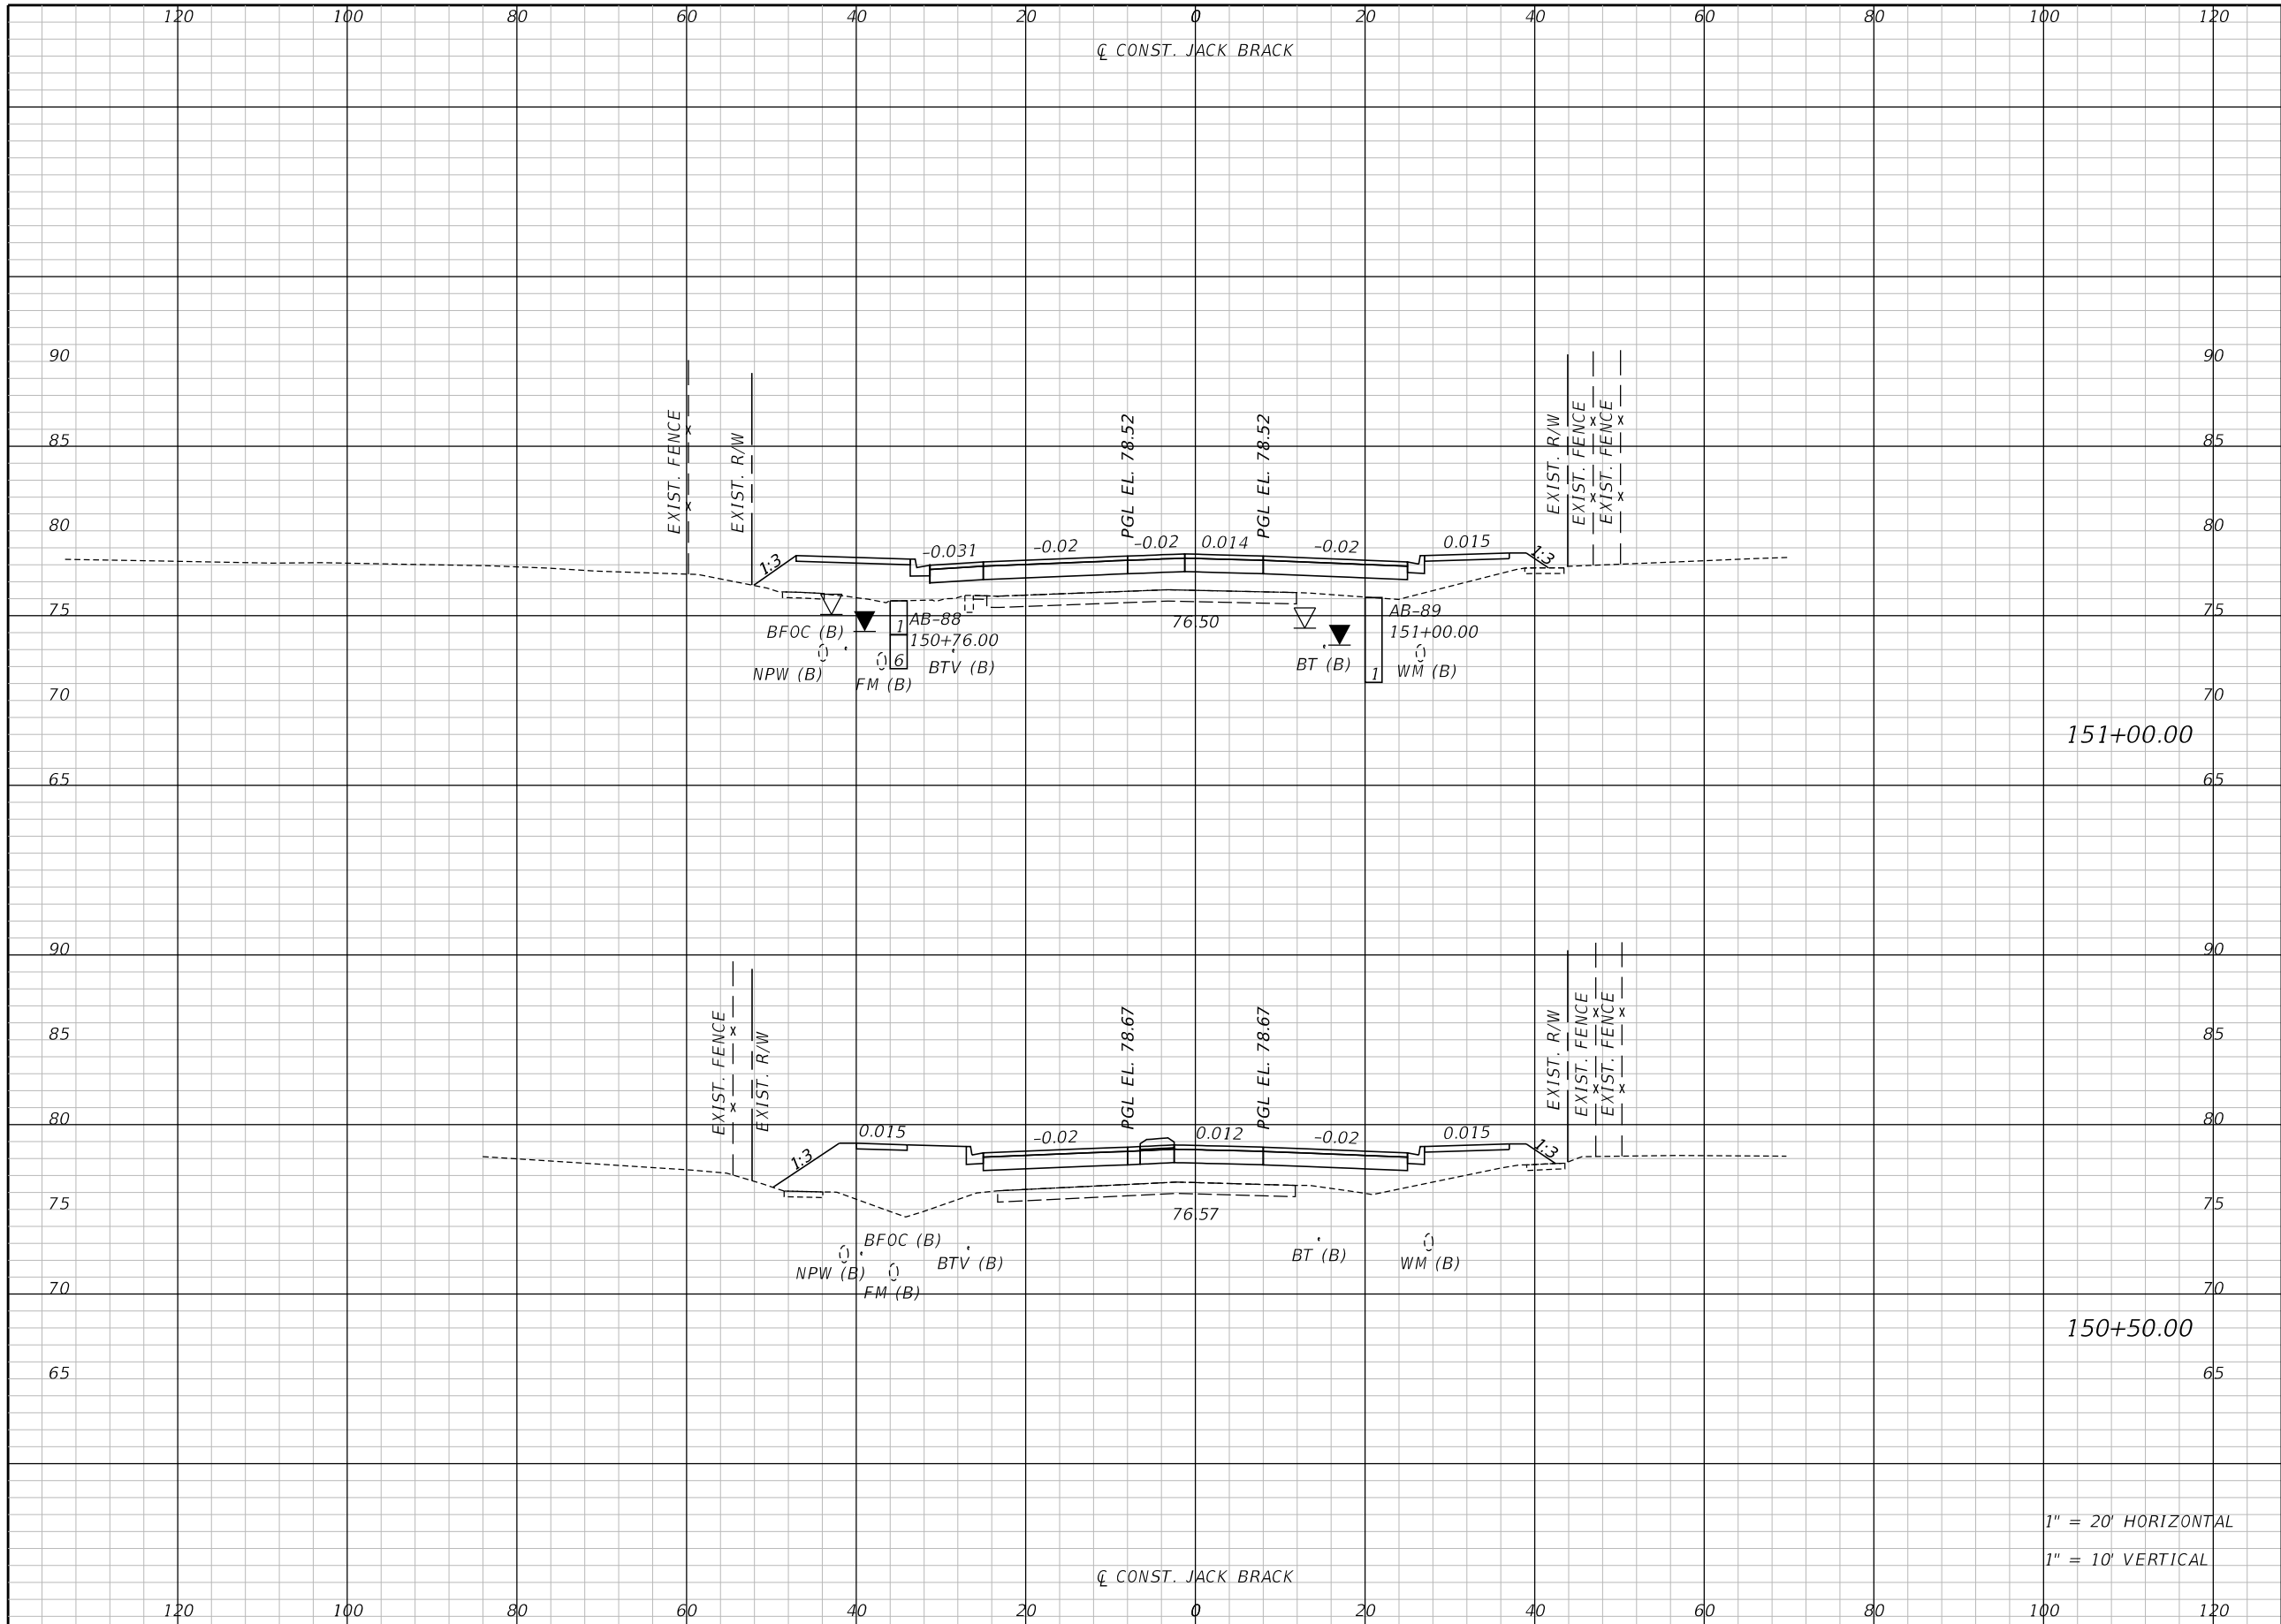 120 100 80 60 40 20 0 20 40 60 80 100 120
℄ CONST. JACK BRACK
90 90
EXIST. FENCE
EXIST. R/W
PGL EL. 78.52
PGL EL. 78.52
EXIST. R/W
EXIST. FENCE
EXIST. FENCE
85 85
80 80
1:3 -0.031 -0.02 -0.02 0.014 -0.02 0.015 1:3
75 75
BFOC (B)
1 AB-88
150+76.00
6
76.50
AB-89
151+00.00
1
NPW (B)
FM (B)
BTV (B)
BT (B)
WM (B)
70 70
151+00.00
65 65
90 90
EXIST. FENCE
EXIST. R/W
PGL EL. 78.67
PGL EL. 78.67
EXIST. R/W
EXIST. FENCE
EXIST. FENCE
85 85
80 80
1:3 0.015 -0.02 0.012 -0.02 0.015 1:3
75 75
76.57
BFOC (B)
NPW (B)
FM (B)
BTV (B)
BT (B)
WM (B)
70 70
150+50.00
65 65
1" = 20' HORIZONTAL
1" = 10' VERTICAL
℄ CONST. JACK BRACK
120 100 80 60 40 20 0 20 40 60 80 100 120